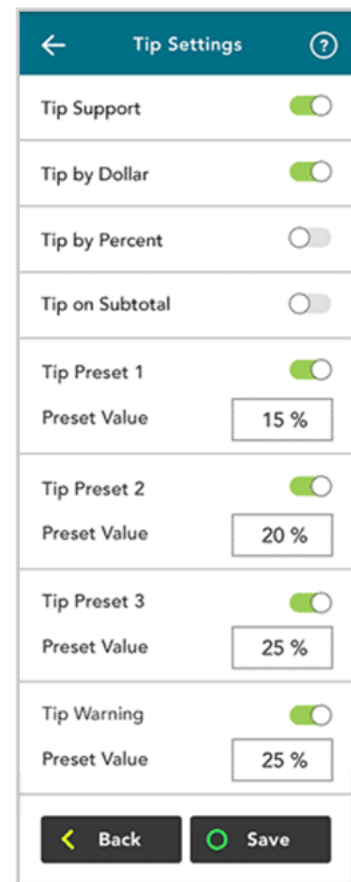 Tip Settings ?
Tip Support
Tip by Dollar
Tip by Percent
Tip on Subtotal
Tip Preset 1
Preset Value 15 %
Tip Preset 2
Preset Value 20 %
Tip Preset 3
Preset Value 25 %
Tip Warning
Preset Value 25 %
Back Save